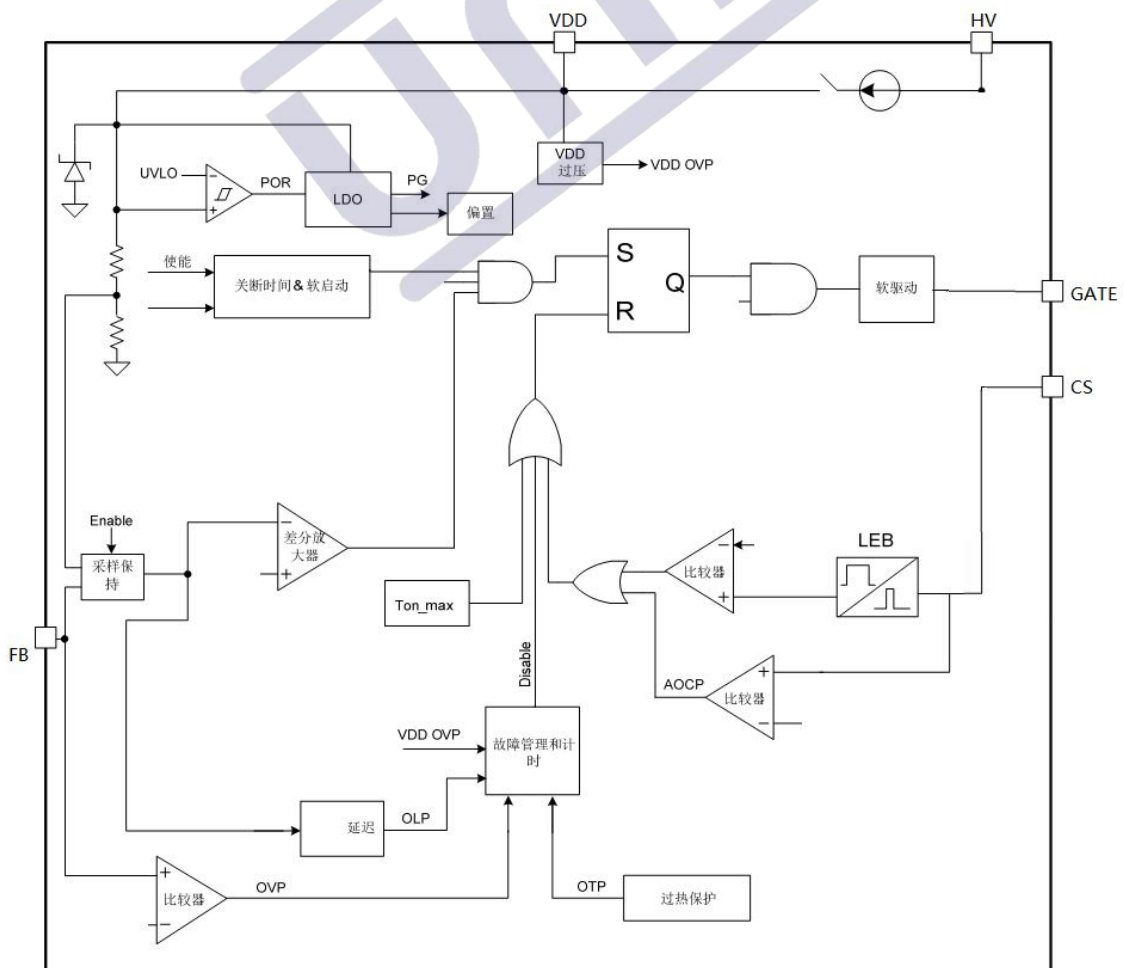 VDD
HV
VDD
过压
VDD OVP
UVLO
POR
LDO
PG
偏置
使能
关断时间&软启动
S
R
Q
软驱动
GATE
CS
Enable
采样保
持
差分放
大器
Ton_max
比较器
LEB
FB
Disable
AOCP
比较器
VDD OVP
故障管理和计
时
延迟
OLP
比较器
OVP
OTP
过热保护